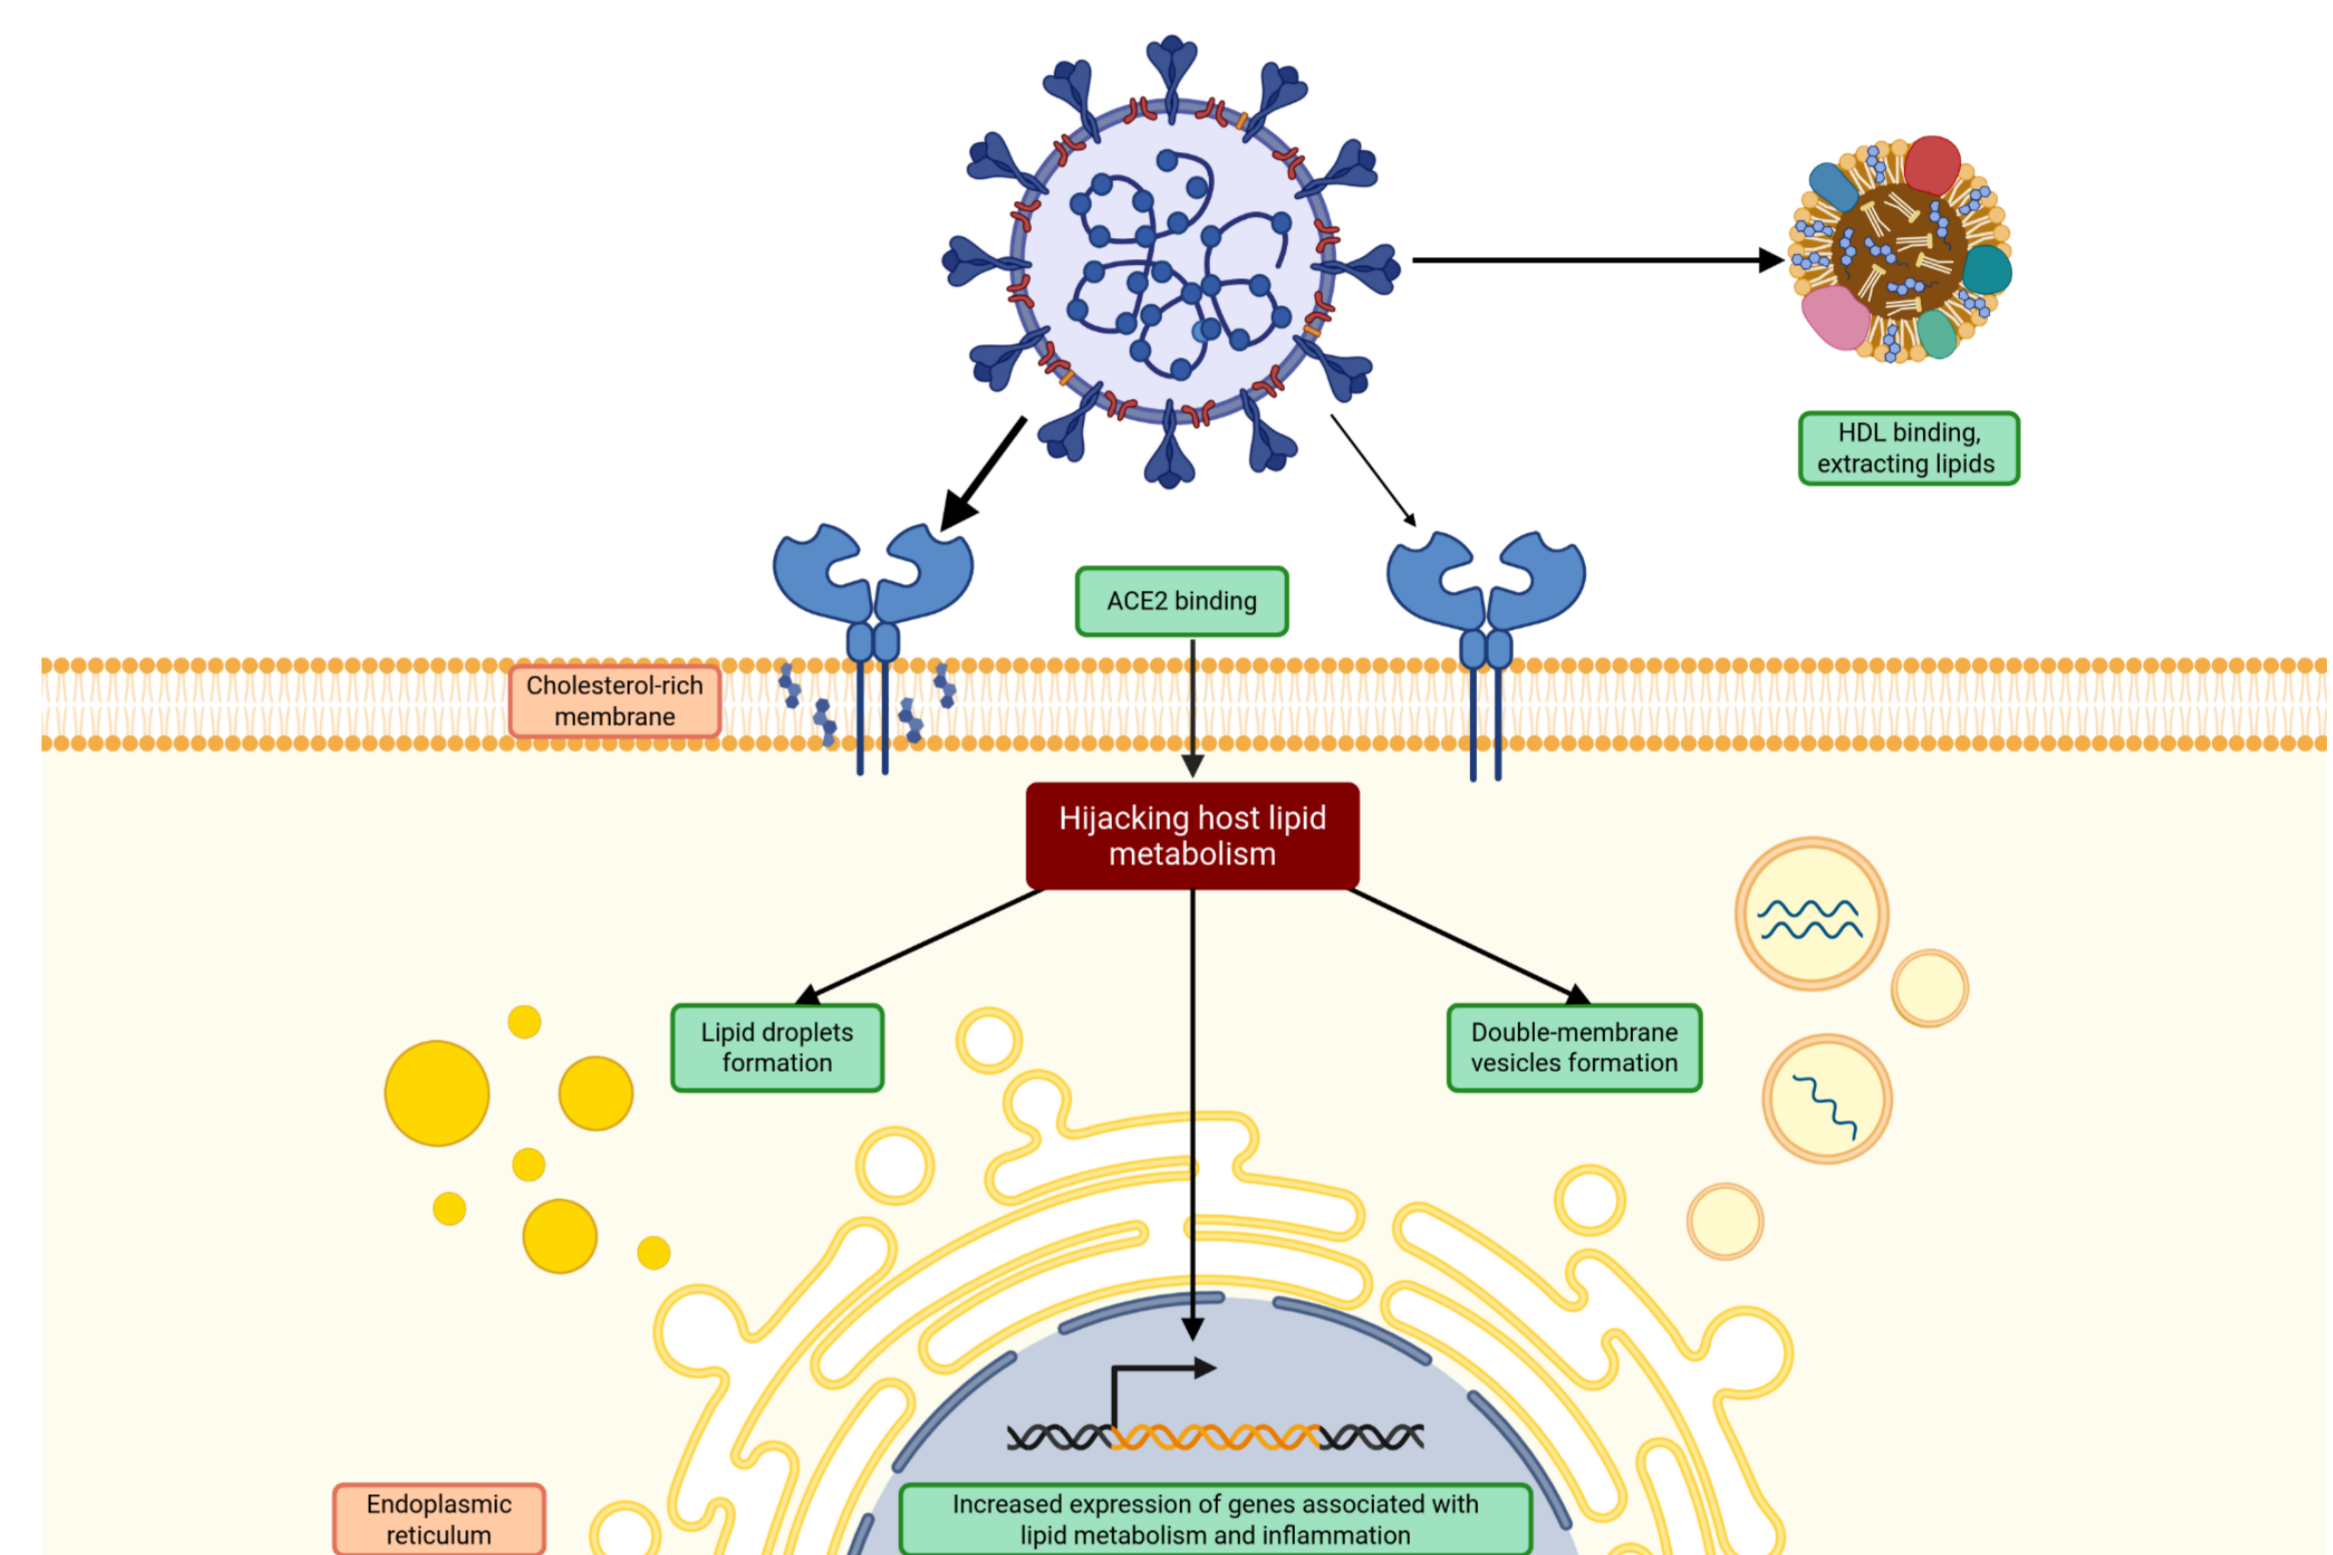 HDL binding,
extracting lipids
ACE2 binding
Cholesterol-rich
membrane
Hijacking host lipid
metabolism
Lipid droplets
formation
Double-membrane
vesicles formation
Endoplasmic
reticulum
Increased expression of genes associated with
lipid metabolism and inflammation